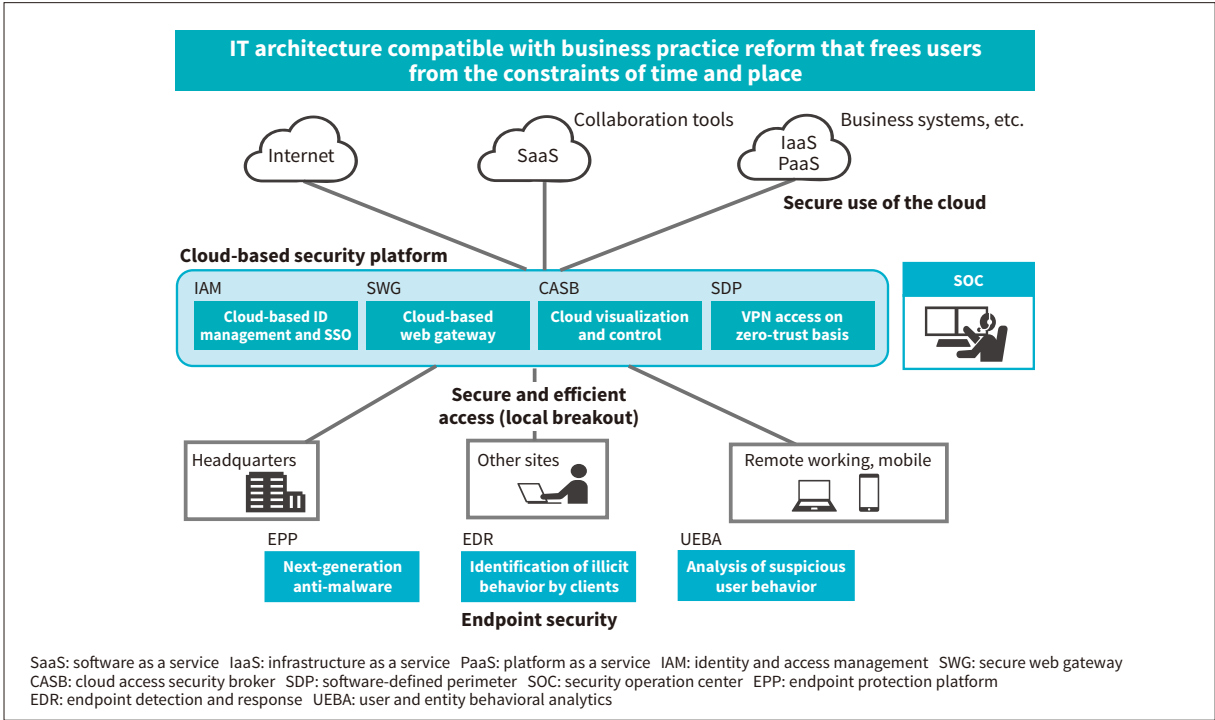 IT architecture compatible with business practice reform that frees users
from the constraints of time and place
Internet
Collaboration tools
SaaS
Business systems, etc.
IaaS
PaaS
Secure use of the cloud
Cloud-based security platform
IAM
Cloud-based ID
management and SSO
SWG
Cloud-based
web gateway
CASB
Cloud visualization
and control
SDP
VPN access on
zero-trust basis
SOC
Secure and efficient
access (local breakout)
Headquarters
Other sites
Remote working, mobile
EPP
Next-generation
anti-malware
EDR
Identification of illicit
behavior by clients
UEBA
Analysis of suspicious
user behavior
Endpoint security
SaaS: software as a service IaaS: infrastructure as a service PaaS: platform as a service IAM: identity and access management SWG: secure web gateway
CASB: cloud access security broker SDP: software-defined perimeter SOC: security operation center EPP: endpoint protection platform
EDR: endpoint detection and response UEBA: user and entity behavioral analytics